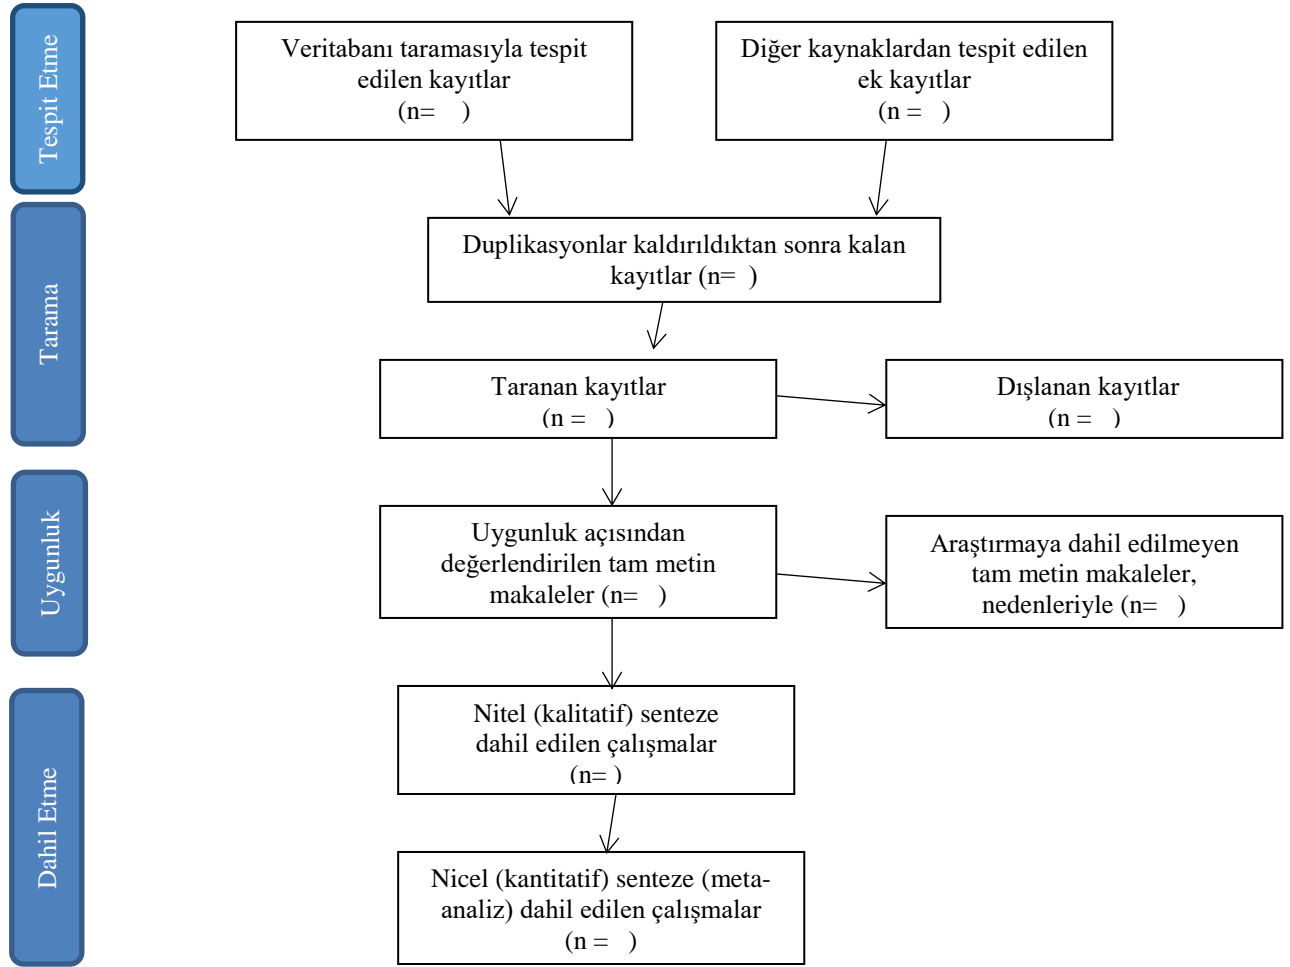 Tespit Etme
Veritabanı taramasıyla tespit
edilen kayıtlar
(n=    )
Diğer kaynaklardan tespit edilen
ek kayıtlar
(n =   )
Tarama
Duplikasyonlar kaldırıldıktan sonra kalan
kayıtlar (n=  )
Taranan kayıtlar
(n =   )
Dışlanan kayıtlar
(n =   )
Uygunluk
Uygunluk açısından
değerlendirilen tam metin
makaleler (n=   )
Araştırmaya dahil edilmeyen
tam metin makaleler,
nedenleriyle (n=   )
Dahil Etme
Nitel (kalitatif) senteze
dahil edilen çalışmalar
(n= )
Nicel (kantitatif) senteze (meta-
analiz) dahil edilen çalışmalar
(n =   )